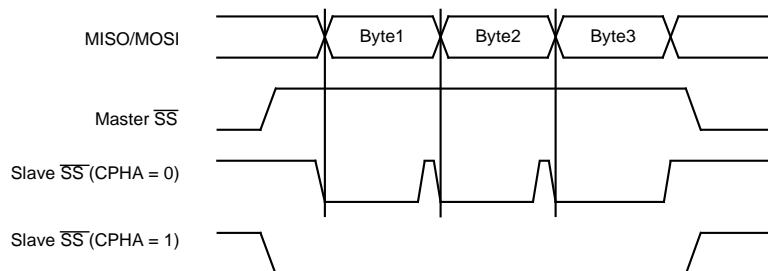 MISO/MOSI Byte1 Byte2 Byte3
Master SS
Slave SS (CPHA = 0)
Slave SS (CPHA = 1)